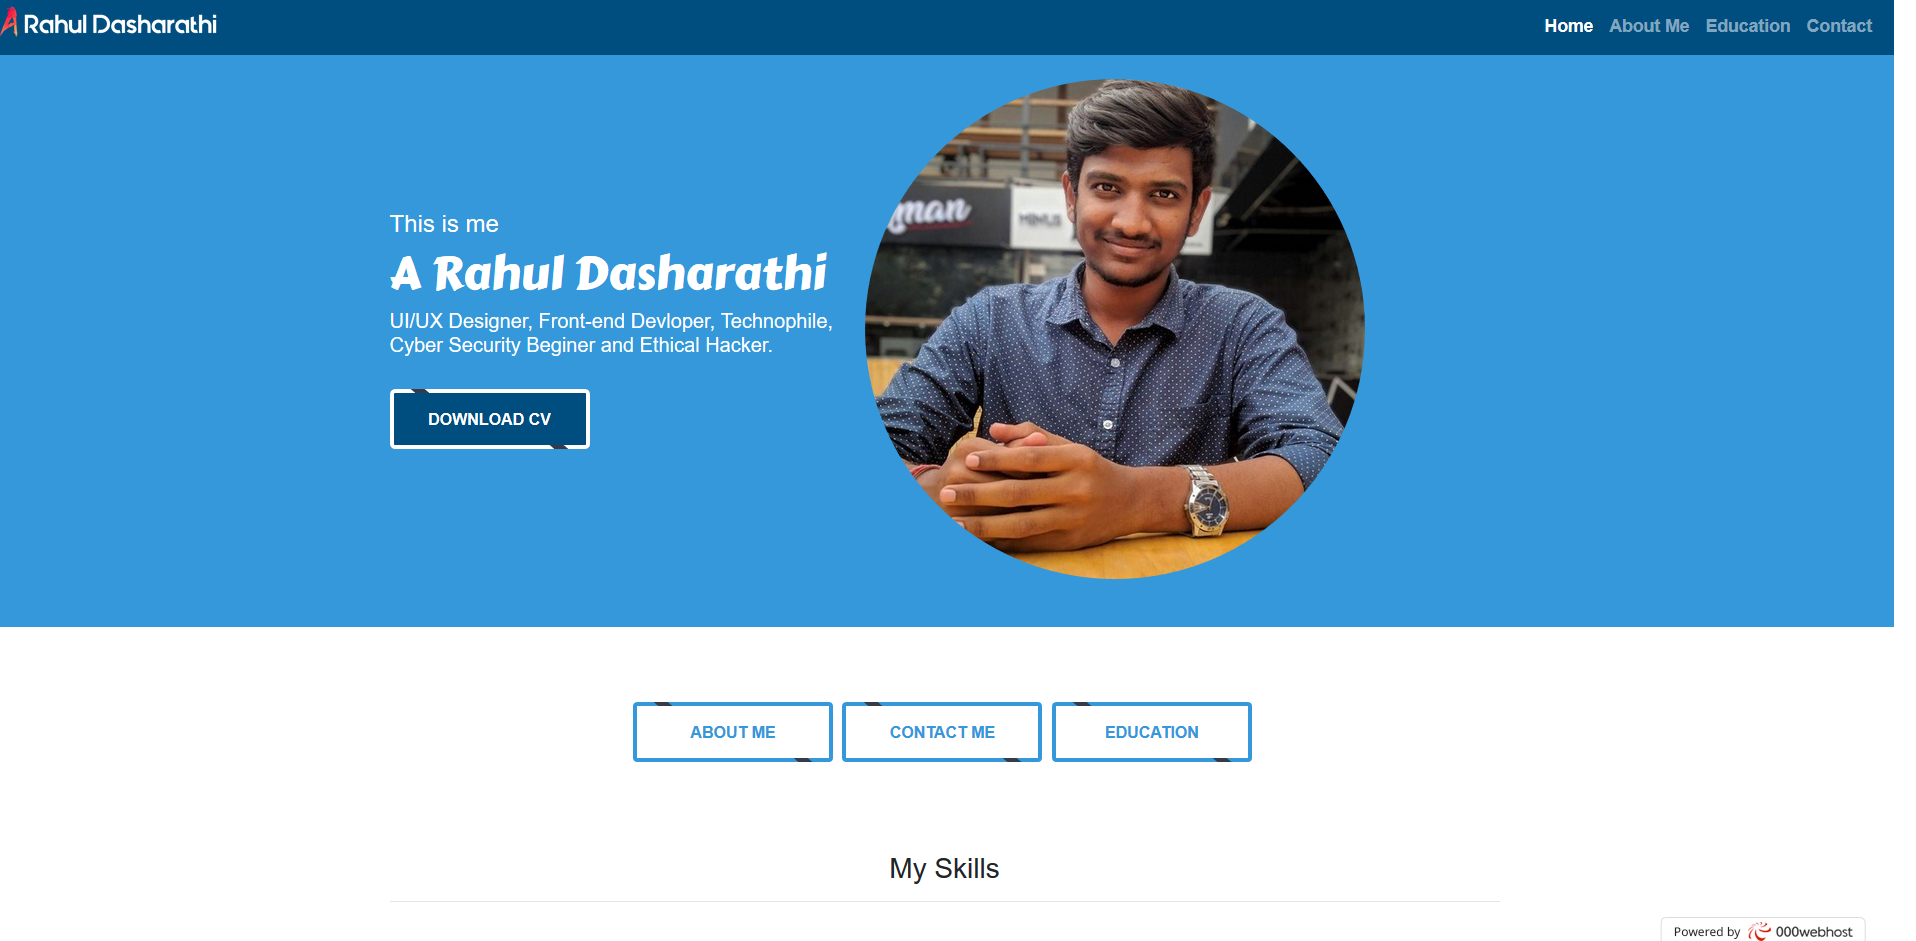 A Rahul Dasharathi
Home About Me Education Contact
This is me
A Rahul Dasharathi
UI/UX Designer, Front-end Devloper, Technophile,
Cyber Security Beginer and Ethical Hacker.
DOWNLOAD CV
ABOUT ME CONTACT ME EDUCATION
My Skills
Powered by 000webhost